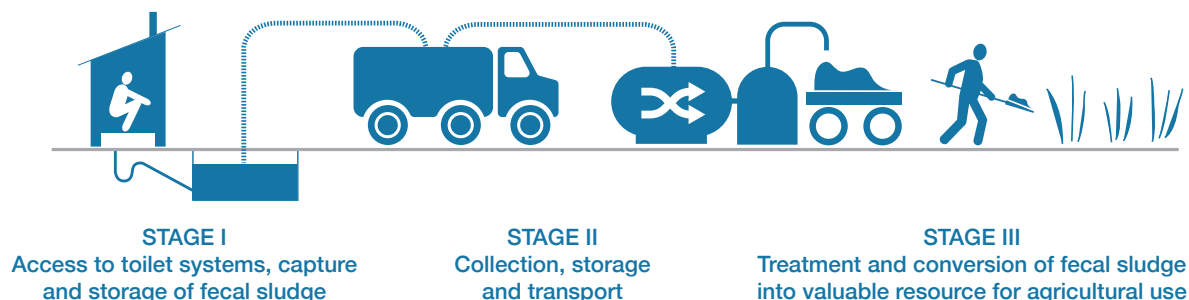 STAGE I
Access to toilet systems, capture
and storage of fecal sludge
STAGE II
Collection, storage
and transport
STAGE III
Treatment and conversion of fecal sludge
into valuable resource for agricultural use